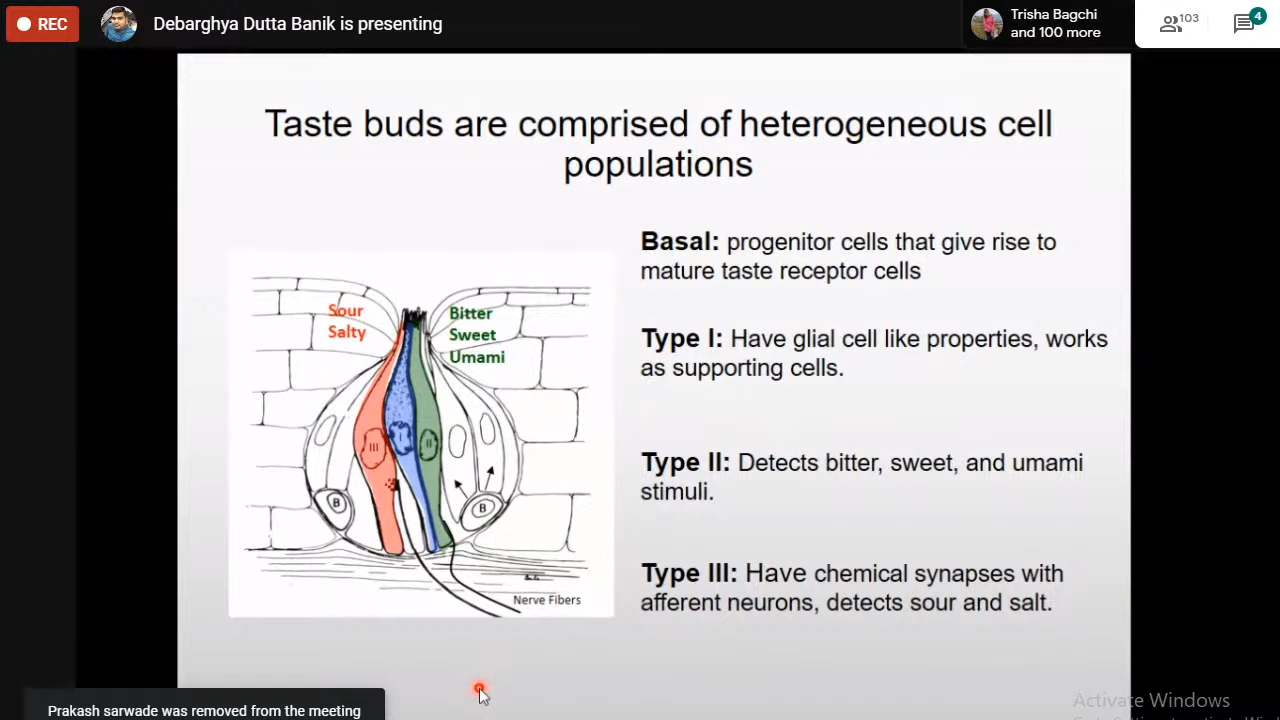 REC
Debarghya Dutta Banik is presenting
Trisha Bagchi
and 100 more
103
4
Taste buds are comprised of heterogeneous cell
populations
Sour
Salty
Bitter
Sweet
Umami
III
I
II
B
B
Nerve Fibers
Basal: progenitor cells that give rise to
mature taste receptor cells
Type I: Have glial cell like properties, works
as supporting cells.
Type II: Detects bitter, sweet, and umami
stimuli.
Type III: Have chemical synapses with
afferent neurons, detects sour and salt.
Prakash sarwade was removed from the meeting
Activate Windows